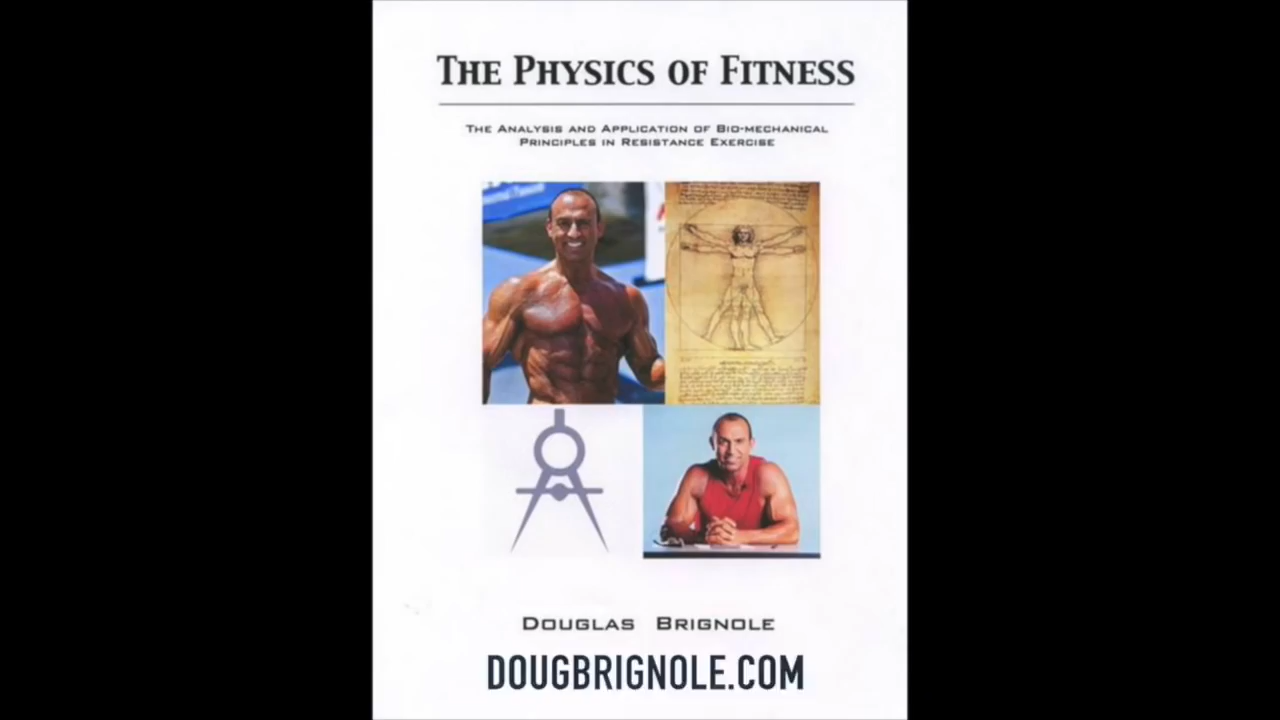 THE PHYSICS OF FITNESS
THE ANALYSIS AND APPLICATION OF BIO-MECHANICAL
PRINCIPLES IN RESISTANCE EXERCISE
DOUGLAS BRIGNOLE
DOUGBRIGNOLE.COM